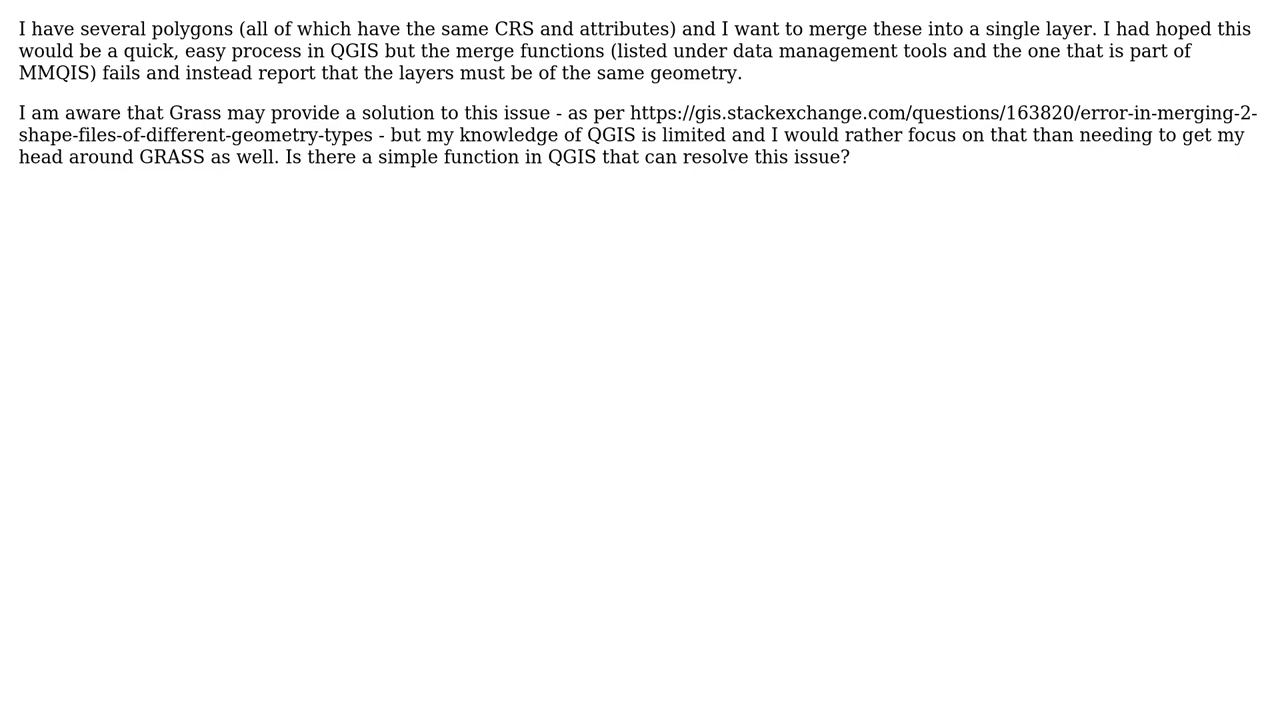 I have several polygons (all of which have the same CRS and attributes) and I want to merge these into a single layer. I had hoped this
would be a quick, easy process in QGIS but the merge functions (listed under data management tools and the one that is part of
MMQIS) fails and instead report that the layers must be of the same geometry.
I am aware that Grass may provide a solution to this issue - as per https://gis.stackexchange.com/questions/163820/error-in-merging-2-
shape-files-of-different-geometry-types - but my knowledge of QGIS is limited and I would rather focus on that than needing to get my
head around GRASS as well. Is there a simple function in QGIS that can resolve this issue?